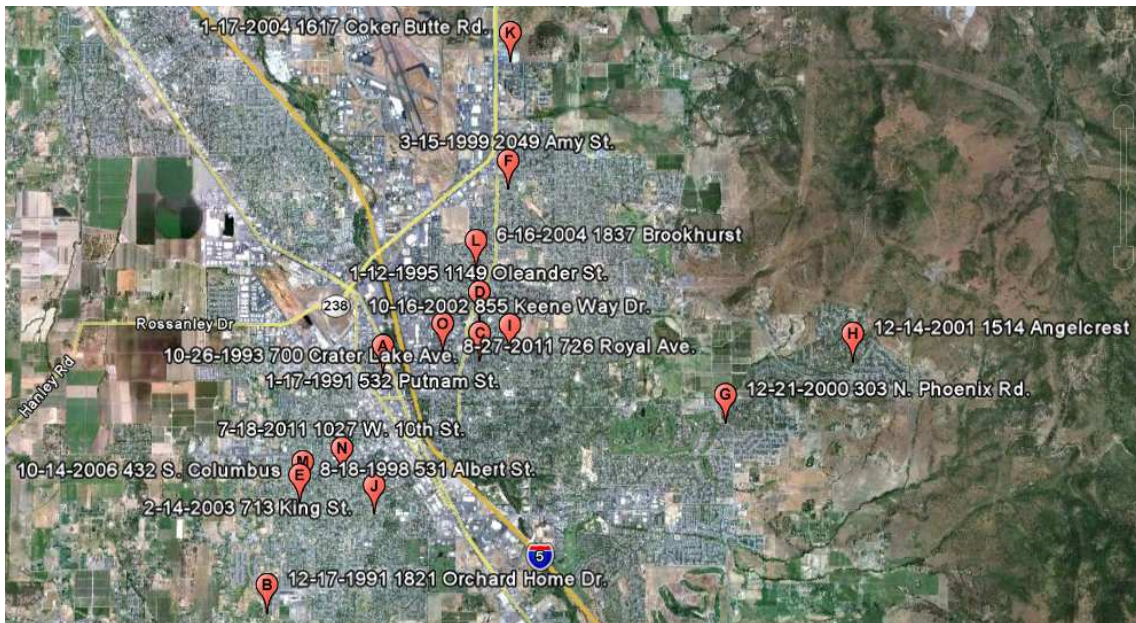 1-17-2004 1617 Coker Butte Rd.
K
3-15-1999 2049 Amy St.
F
L
6-16-2004 1837 Brookhurst
1-12-1995 1149 Oleander St.
D
238
10-16-2002 855 Keene Way Dr.
Rossanley Dr
O
C
I
H
12-14-2001 1514 Angelcrest
10-26-1993 700 Crater Lake Ave.
A
8-27-2011 726 Royal Ave.
Hanley Rd
1-17-1991 532 Putnam St.
G
12-21-2000 303 N. Phoenix Rd.
7-18-2011 1027 W. 10th St.
N
M
10-14-2006 432 S. Columbus
E
8-18-1998 531 Albert St.
J
2-14-2003 713 King St.
5
B
12-17-1991 1821 Orchard Home Dr.